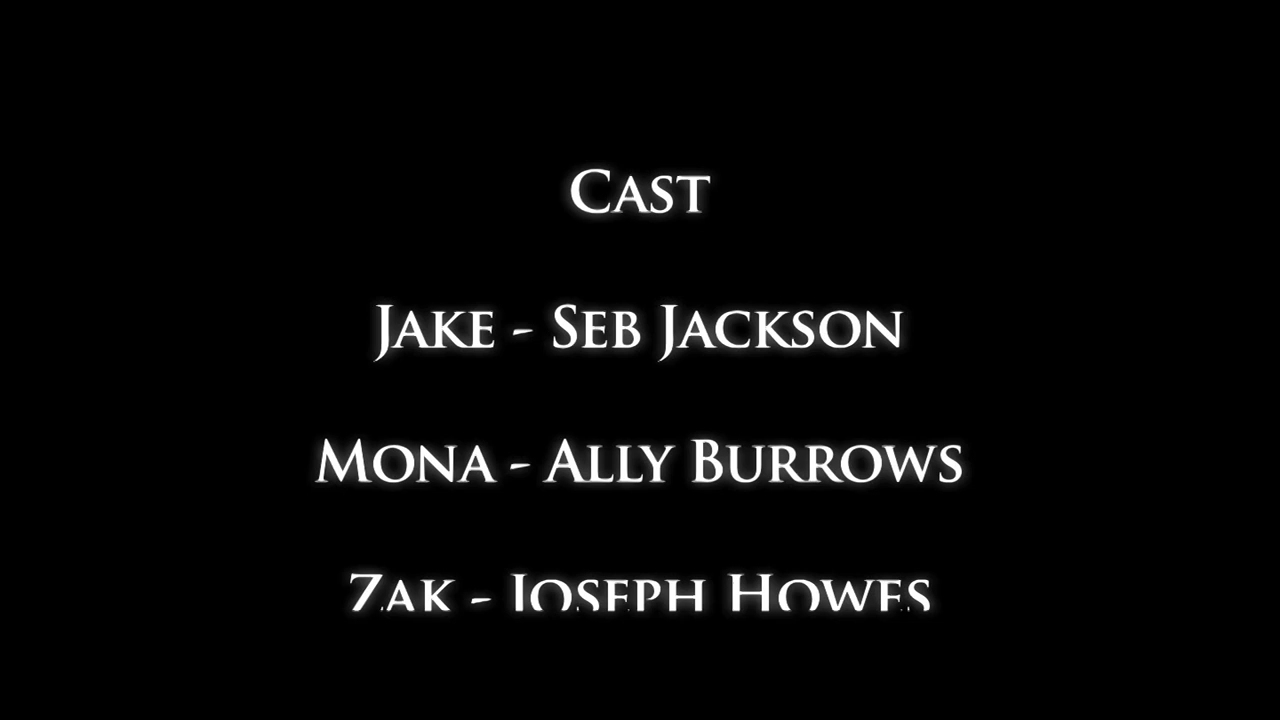 Cast
Jake - Seb Jackson
Mona - Ally Burrows
Zak - Joseph Howes